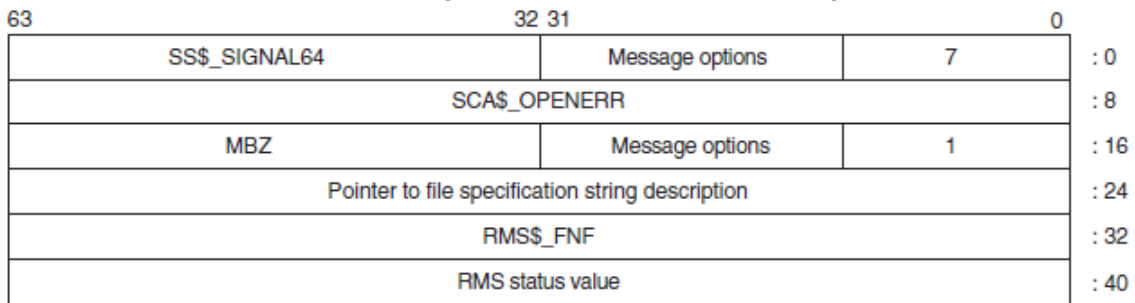 63 32 31 0
SS$_SIGNAL64 Message options 7 : 0
SCA$_OPENERR : 8
MBZ Message options 1 : 16
Pointer to file specification string description : 24
RMS$_FNF : 32
RMS status value : 40